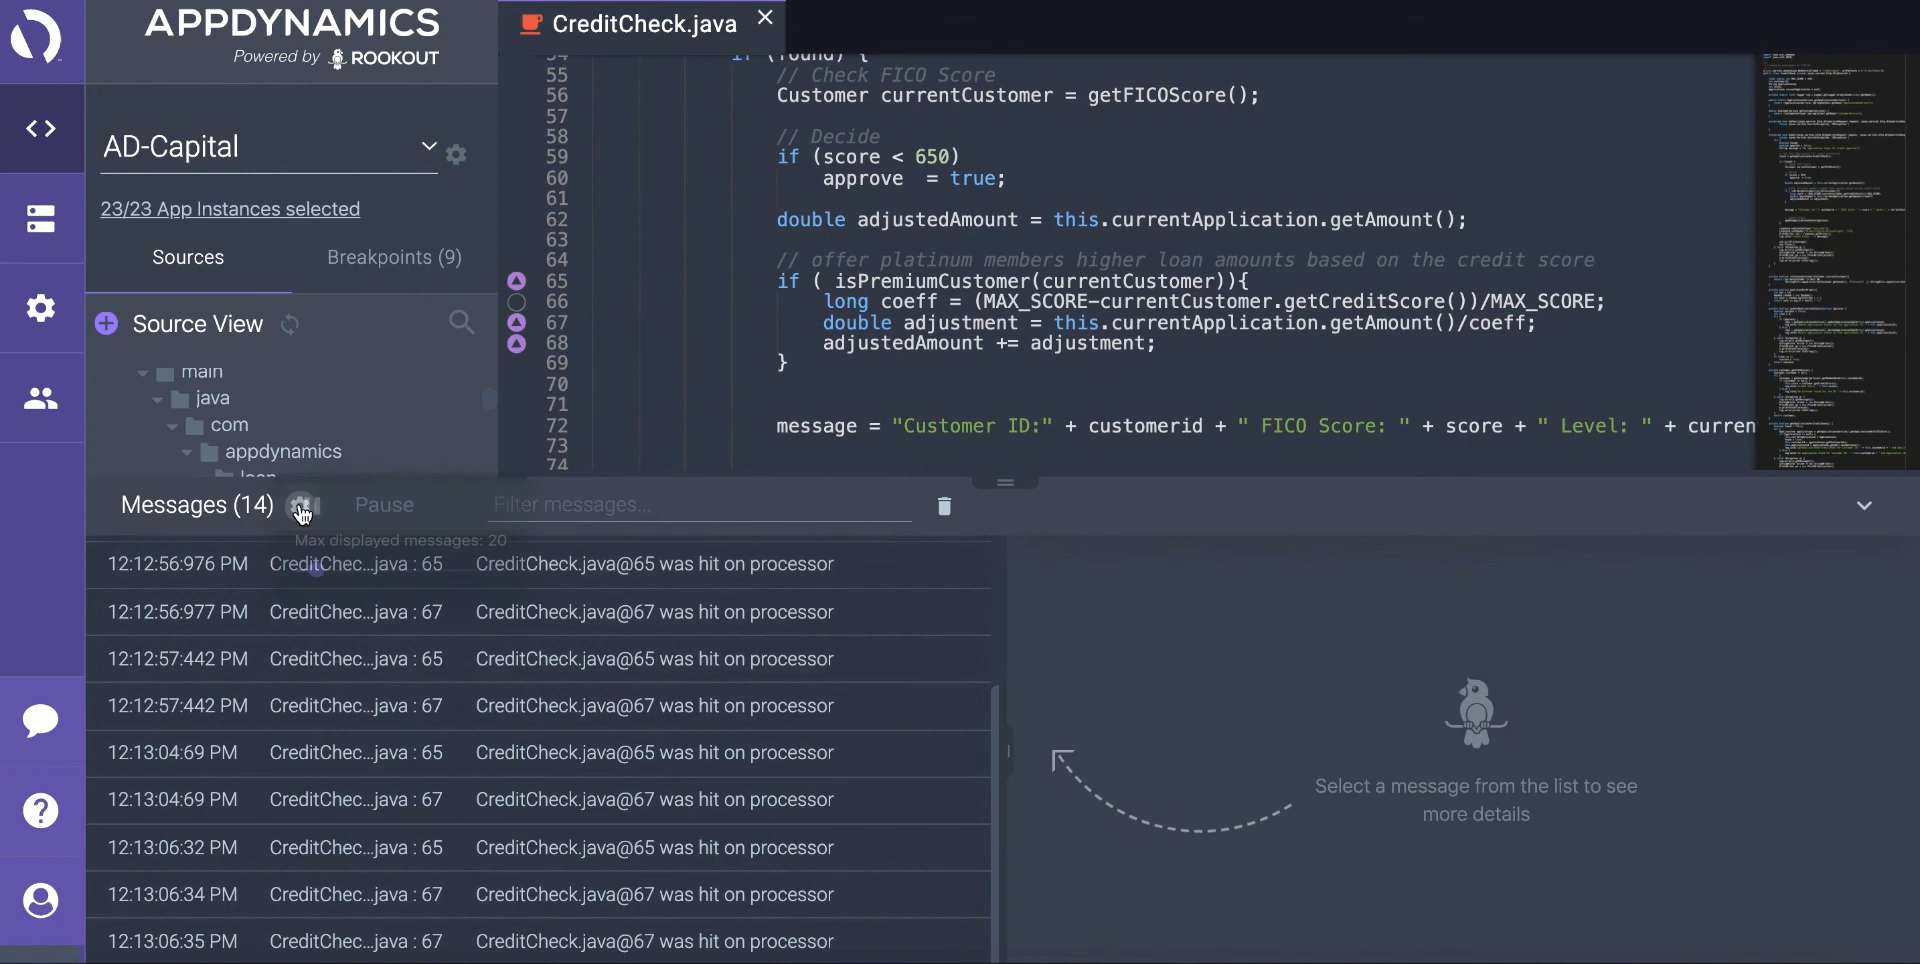 APPDYNAMICS
Powered by ROOKOUT
CreditCheck.java
AD-Capital
23/23 App Instances selected
Sources
Breakpoints (9)
Source View
main
java
com
appdynamics
loan
54 if (found) {
55 // Check FICO Score
56 Customer currentCustomer = getFICOScore();
57
58 // Decide
59 if (score < 650)
60 approve = true;
61
62 double adjustedAmount = this.currentApplication.getAmount();
63
64 // offer platinum members higher loan amounts based on the credit score
65 if ( isPremiumCustomer(currentCustomer)){
66 long coeff = (MAX_SCORE-currentCustomer.getCreditScore())/MAX_SCORE;
67 double adjustment = this.currentApplication.getAmount()/coeff;
68 adjustedAmount += adjustment;
69 }
70
71
72 message = "Customer ID:" + customerid + " FICO Score: " + score + " Level: " + curren
73
74
Messages (14)
Pause
Filter messages...
Max displayed messages: 20
12:12:56:976 PM CreditChec...java : 65 CreditCheck.java@65 was hit on processor
12:12:56:977 PM CreditChec...java : 67 CreditCheck.java@67 was hit on processor
12:12:57:442 PM CreditChec...java : 65 CreditCheck.java@65 was hit on processor
12:12:57:442 PM CreditChec...java : 67 CreditCheck.java@67 was hit on processor
12:13:04:69 PM CreditChec...java : 65 CreditCheck.java@65 was hit on processor
12:13:04:69 PM CreditChec...java : 67 CreditCheck.java@67 was hit on processor
12:13:06:32 PM CreditChec...java : 65 CreditCheck.java@65 was hit on processor
12:13:06:34 PM CreditChec...java : 67 CreditCheck.java@67 was hit on processor
12:13:06:35 PM CreditChec...java : 67 CreditCheck.java@67 was hit on processor
Select a message from the list to see
more details